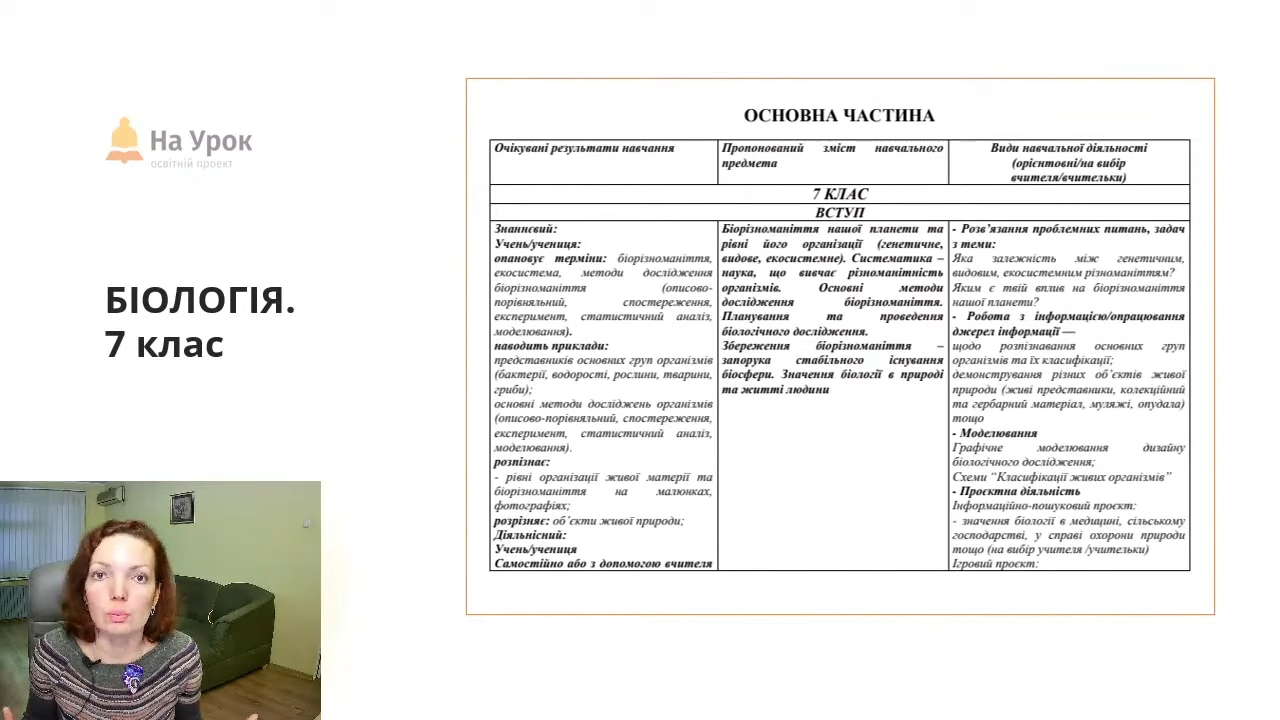 На Урок
освітній проект
БІОЛОГІЯ.
7 клас
ОСНОВНА ЧАСТИНА
Очікувані результати навчання
Пропонований зміст навчального
предмета
Види навчальної діяльності
(орієнтовні/на вибір
вчителя/вчительки)
7 КЛАС
ВСТУП
Знаннєвий:
Учень/учениця:
опановує терміни: біорізноманіття,
екосистема, методи дослідження
біорізноманіття (описово-
порівняльний, спостереження,
експеримент, статистичний аналіз,
моделювання).
наводить приклади:
представників основних груп організмів
(бактерії, водорості, рослини, тварини,
гриби);
основні методи досліджень організмів
(описово-порівняльний, спостереження,
експеримент, статистичний аналіз,
моделювання).
розпізнає:
- рівні організації живої матерії та
біорізноманіття на малюнках,
фотографіях;
розрізняє: об’єкти живої природи;
Діяльнісний:
Учень/учениця
Самостійно або з допомогою вчителя
Біорізноманіття нашої планети та
рівні його організації (генетичне,
видове, екосистемне). Систематика –
наука, що вивчає різноманітність
організмів. Основні методи
дослідження біорізноманіття.
Планування та проведення
біологічного дослідження.
Збереження біорізноманіття –
запорука стабільного існування
біосфери. Значення біології в природі
та житті людини
- Розв’язання проблемних питань, задач
з теми:
Яка залежність між генетичним,
видовим, екосистемним різноманіттям?
Яким є твій вплив на біорізноманіття
нашої планети?
- Робота з інформацією/опрацювання
джерел інформації —
щодо розпізнавання основних груп
організмів та їх класифікації;
демонстрування різних об’єктів живої
природи (живі представники, колекційний
та гербарний матеріал, муляжі, опудала)
тощо
- Моделювання
Графічне моделювання дизайну
біологічного дослідження;
Схеми “Класифікації живих організмів”
- Проєктна діяльність
Інформаційно-пошуковий проєкт:
- значення біології в медицині, сільському
господарстві, у справі охорони природи
тощо (на вибір учителя /учительки)
Ігровий проєкт: